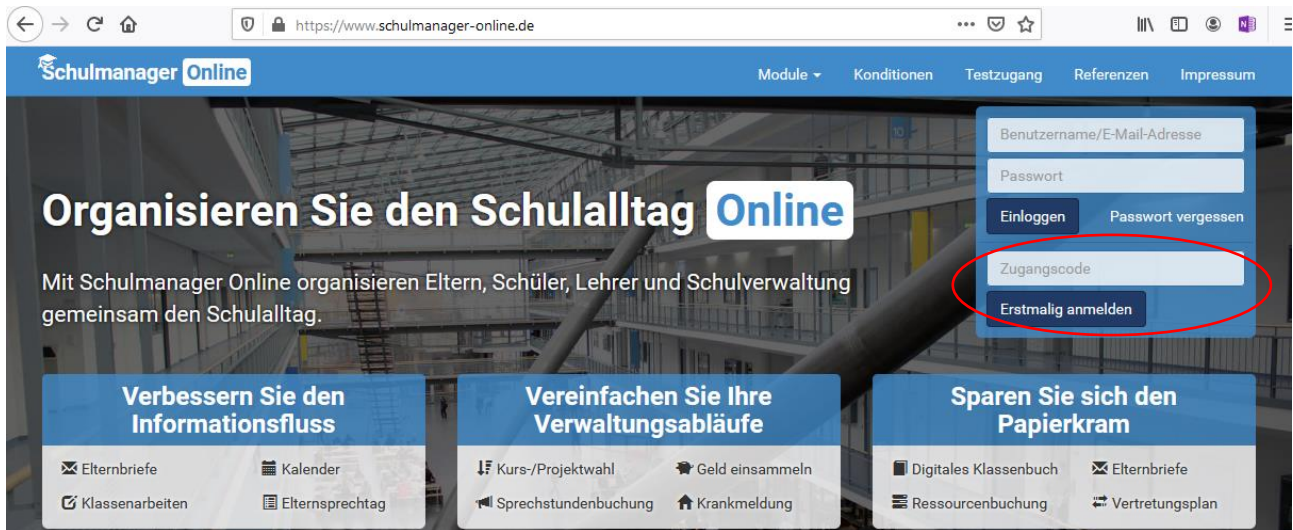 https://www.schulmanager-online.de
Schulmanager Online
Module
Konditionen
Testzugang
Referenzen
Impressum
Benutzername/E-Mail-Adresse
Passwort
Einloggen
Passwort vergessen
Zugangscode
Erstmalig anmelden
Organisieren Sie den Schulalltag Online
Mit Schulmanager Online organisieren Eltern, Schüler, Lehrer und Schulverwaltung
gemeinsam den Schulalltag.
Verbessern Sie den
Informationsfluss
Elternbriefe
Kalender
Klassenarbeiten
Elternsprechtag
Vereinfachen Sie Ihre
Verwaltungsabläufe
Kurs-/Projektwahl
Geld einsammeln
Sprechstundenbuchung
Krankmeldung
Sparen Sie sich den
Papierkram
Digitales Klassenbuch
Elternbriefe
Ressourcenbuchung
Vertretungsplan